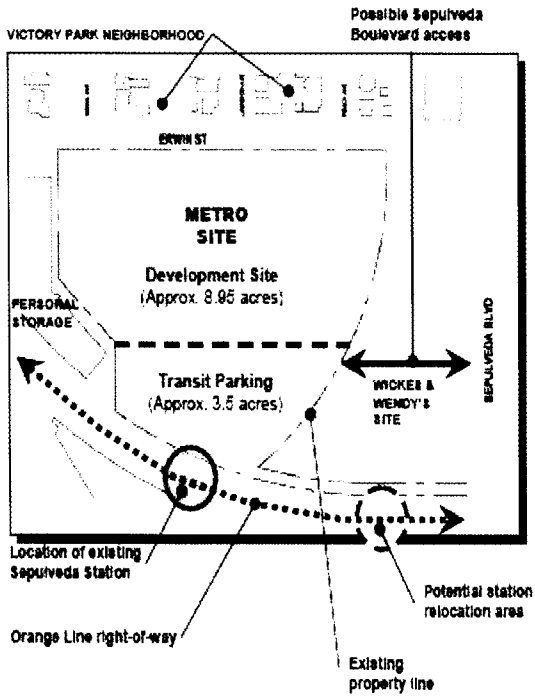 Possible Sepulveda
Boulevard access
VICTORY PARK NEIGHBORHOOD
ERWIN ST
METRO
SITE
Development Site
(Approx. 8.95 acres)
PERSONAL
STORAGE
SEPULVEDA BLVD
Transit Parking
(Approx. 3.5 acres)
WICKES &
WENDY'S
SITE
Location of existing
Sepulveda Station
Potential station
relocation area
Orange Line right-of-way
Existing
property line